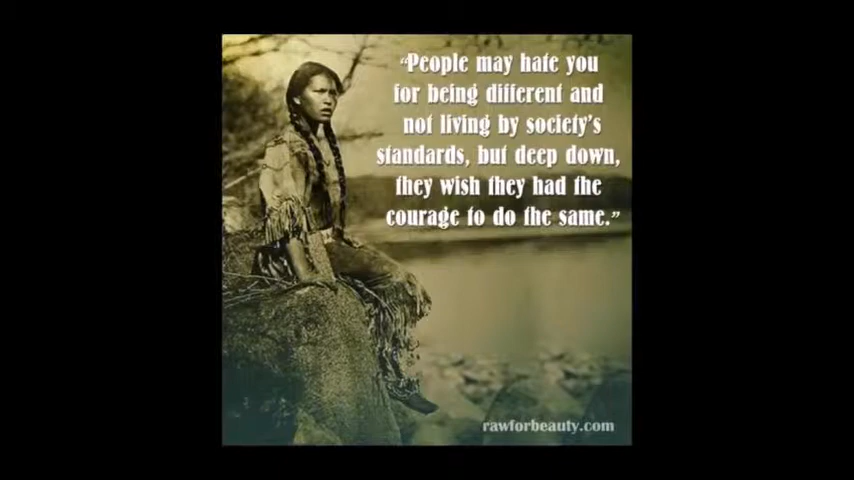 “People may hate you
for being different and
not living by society’s
standards, but deep down,
they wish they had the
courage to do the same.”
rawforbeauty.com